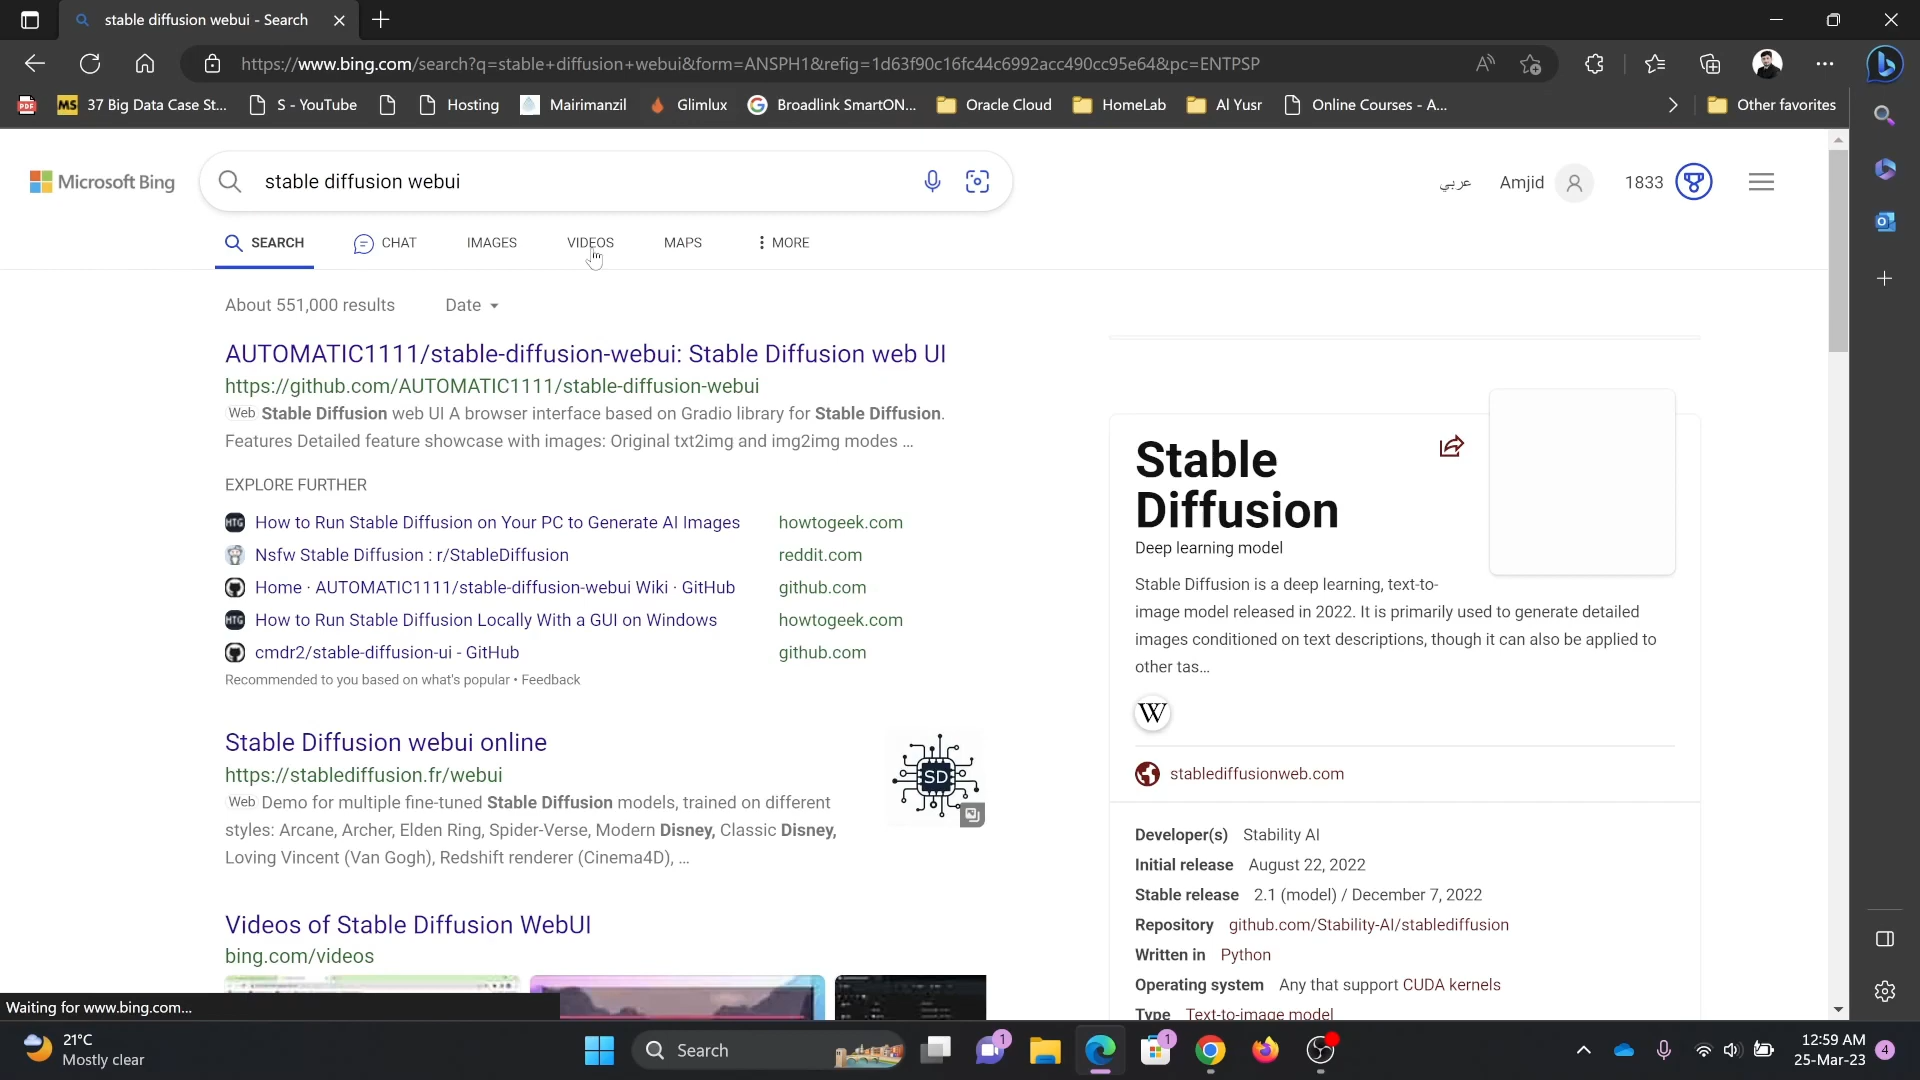 stable diffusion webui - Search
https://www.bing.com/search?q=stable+diffusion+webui&form=ANSPH1&refig=1d63f90c16fc44c6992acc490cc95e64&pc=ENTPSP
PDF
MS 37 Big Data Case St...
S - YouTube
Hosting
Mairimanzil
Glimlux
Broadlink SmartON...
Oracle Cloud
HomeLab
Al Yusr
Online Courses - A...
Other favorites
Microsoft Bing
stable diffusion webui
عربي
Amjid
1833
SEARCH
CHAT
IMAGES
VIDEOS
MAPS
MORE
About 551,000 results
Date
AUTOMATIC1111/stable-diffusion-webui: Stable Diffusion web UI
https://github.com/AUTOMATIC1111/stable-diffusion-webui
Web Stable Diffusion web UI A browser interface based on Gradio library for Stable Diffusion.
Features Detailed feature showcase with images: Original txt2img and img2img modes ...
EXPLORE FURTHER
HTG How to Run Stable Diffusion on Your PC to Generate AI Images howtogeek.com
Nsfw Stable Diffusion : r/StableDiffusion reddit.com
Home · AUTOMATIC1111/stable-diffusion-webui Wiki · GitHub github.com
HTG How to Run Stable Diffusion Locally With a GUI on Windows howtogeek.com
cmdr2/stable-diffusion-ui - GitHub github.com
Recommended to you based on what's popular • Feedback
Stable Diffusion webui online
https://stablediffusion.fr/webui
Web Demo for multiple fine-tuned Stable Diffusion models, trained on different
styles: Arcane, Archer, Elden Ring, Spider-Verse, Modern Disney, Classic Disney,
Loving Vincent (Van Gogh), Redshift renderer (Cinema4D), ...
SD
Videos of Stable Diffusion WebUI
bing.com/videos
Stable
Diffusion
Deep learning model
Stable Diffusion is a deep learning, text-to-
image model released in 2022. It is primarily used to generate detailed
images conditioned on text descriptions, though it can also be applied to
other tas...
W
stablediffusionweb.com
Developer(s) Stability AI
Initial release August 22, 2022
Stable release 2.1 (model) / December 7, 2022
Repository github.com/Stability-AI/stablediffusion
Written in Python
Operating system Any that support CUDA kernels
Type Text-to-image model
Waiting for www.bing.com...
21°C
Mostly clear
Search
1
1
12:59 AM
25-Mar-23
4